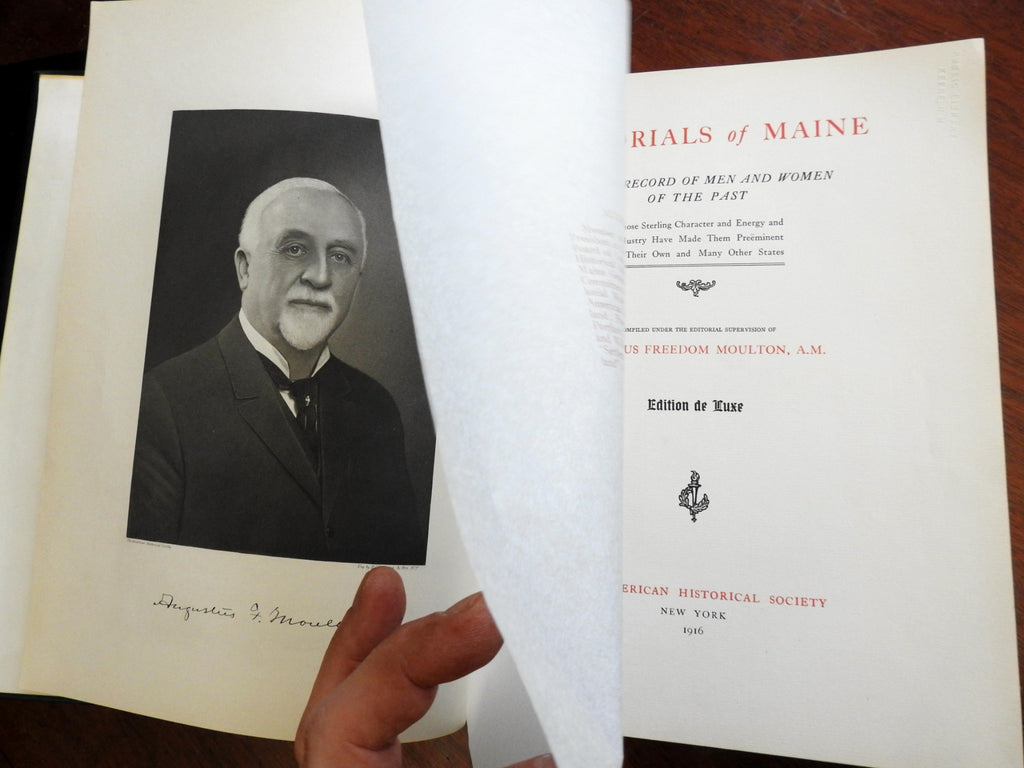 Augustus F. Moul
RIALS of MAINE
RECORD OF MEN AND WOMEN
OF THE PAST
ose Sterling Character and Energy and
ustry Have Made Them Preëminent
Their Own and Many Other States
MPILED UNDER THE EDITORIAL SUPERVISION OF
US FREEDOM MOULTON, A.M.
Edition de Luxe
ERICAN HISTORICAL SOCIETY
NEW YORK
1916